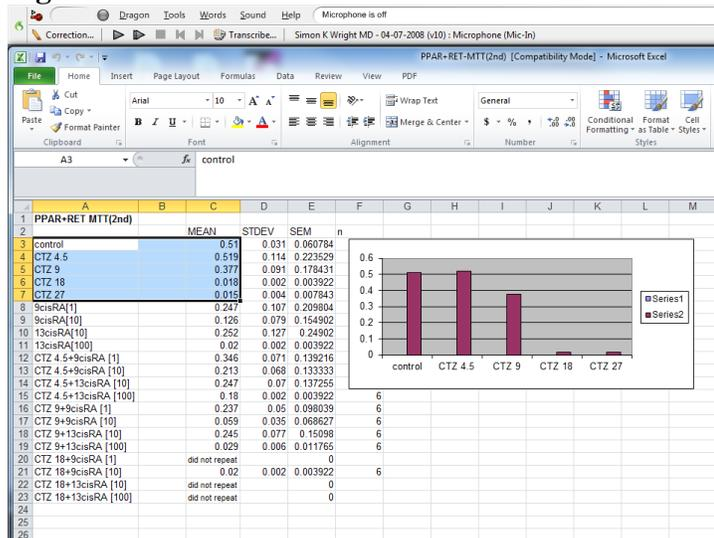 Dragon Tools Words Sound Help Microphone is off
Correction... Transcribe... Simon K Wright MD - 04-07-2008 (v10) : Microphone (Mic-In)
PPAR+RET-MTT(2nd) [Compatibility Mode] - Microsoft Excel
File Home Insert Page Layout Formulas Data Review View PDF
Cut Arial 10 A A Wrap Text General
Paste Copy Conditional Format Cell
Format Painter B I U A Merge & Center $ % , .00 Formatting as Table Styles
Clipboard Font Alignment Number Styles
A3 fx control
A B C D E F G H I J K L M
1 PPAR+RET MTT(2nd)
2 MEAN STDEV SEM n
3 control 0.51 0.031 0.060784
4 CTZ 4.5 0.519 0.114 0.223529
5 CTZ 9 0.377 0.091 0.178431
6 CTZ 18 0.018 0.002 0.003922
7 CTZ 27 0.015 0.004 0.007843
8 9cisRA[1] 0.247 0.107 0.209804
9 9cisRA[10] 0.126 0.079 0.154902
10 13cisRA[10] 0.252 0.127 0.24902
11 13cisRA[100] 0.02 0.002 0.003922
12 CTZ 4.5+9cisRA [1] 0.346 0.071 0.139216
13 CTZ 4.5+9cisRA [10] 0.213 0.068 0.133333
14 CTZ 4.5+13cisRA [10] 0.247 0.07 0.137255
15 CTZ 4.5+13cisRA [100] 0.18 0.002 0.003922 6
16 CTZ 9+9cisRA [1] 0.237 0.05 0.098039 6
17 CTZ 9+9cisRA [10] 0.059 0.035 0.068627 6
18 CTZ 9+13cisRA [10] 0.245 0.077 0.15098 6
19 CTZ 9+13cisRA [100] 0.029 0.006 0.011765 6
20 CTZ 18+9cisRA [1] did not repeat 0
21 CTZ 18+9cisRA [10] 0.02 0.002 0.003922 6
22 CTZ 18+13cisRA [10] did not repeat 0
23 CTZ 18+13cisRA [100] did not repeat 0
24
25
26
0.6
0.5
0.4
0.3
0.2
0.1
0
control CTZ 4.5 CTZ 9 CTZ 18 CTZ 27
Series1
Series2